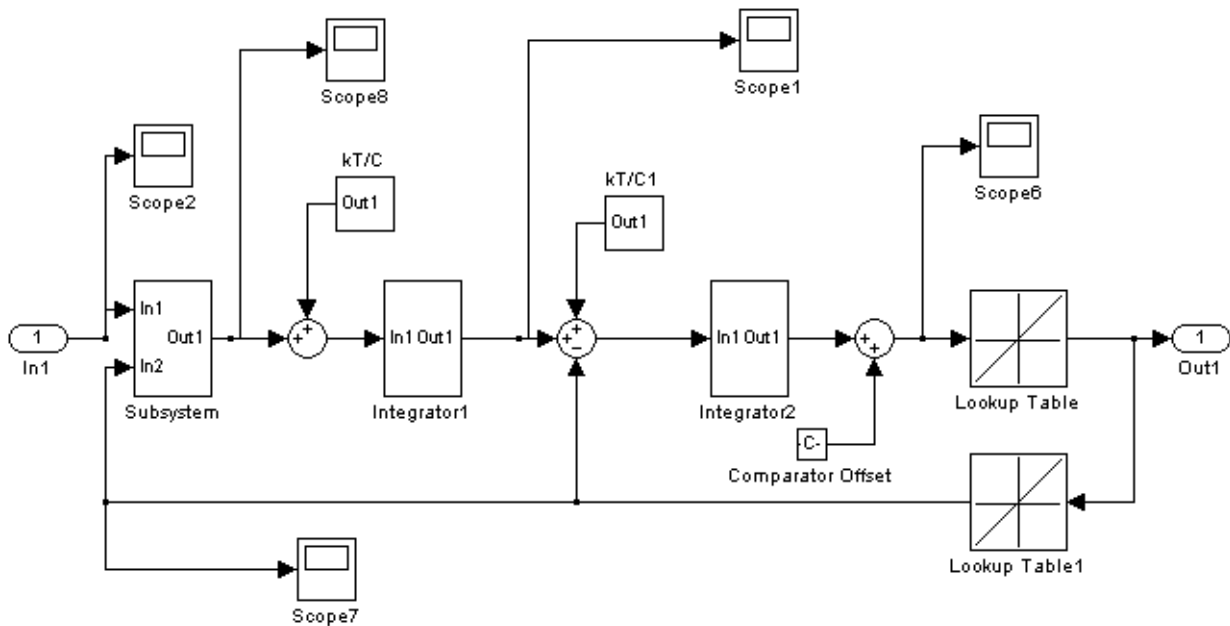 Scope8
Scope1
Scope2
kT/C
Out1
kT/C1
Out1
Scope6
1
In1
In1
Out1
In2
Subsystem
+
+
In1 Out1
Integrator1
+
+
−
In1 Out1
Integrator2
+
+
Lookup Table
1
Out1
-C-
Comparator Offset
Lookup Table1
Scope7